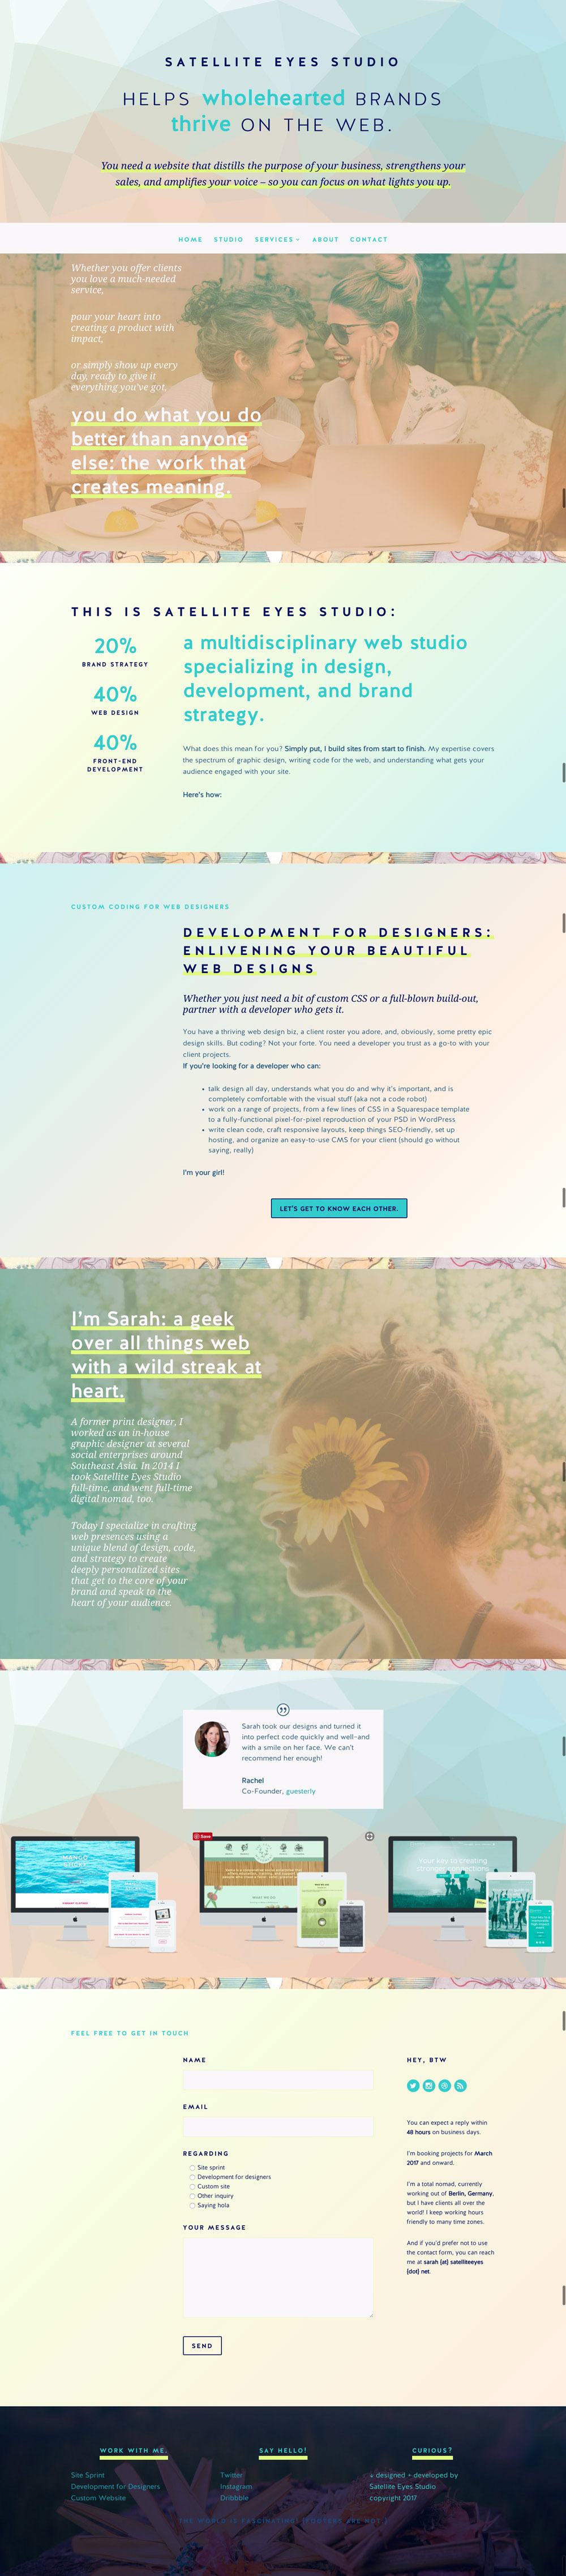 SATELLITE EYES STUDIO
HELPS wholehearted BRANDS
thrive ON THE WEB.
You need a website that distills the purpose of your business, strengthens your
sales, and amplifies your voice – so you can focus on what lights you up.
HOME STUDIO SERVICES ABOUT CONTACT
Whether you offer clients
you love a much-needed
service,
pour your heart into
creating a product with
impact,
or simply show up every
day, ready to give it
everything you've got,
you do what you do
better than anyone
else: the work that
creates meaning.
THIS IS SATELLITE EYES STUDIO:
20%
BRAND STRATEGY
40%
WEB DESIGN
40%
FRONT-END
DEVELOPMENT
a multidisciplinary web studio
specializing in design,
development, and brand
strategy.
What does this mean for you? Simply put, I build sites from start to finish. My expertise covers
the spectrum of graphic design, writing code for the web, and understanding what gets your
audience engaged with your site.
Here's how:
CUSTOM CODING FOR WEB DESIGNERS
DEVELOPMENT FOR DESIGNERS:
ENLIVENING YOUR BEAUTIFUL
WEB DESIGNS
Whether you just need a bit of custom CSS or a full-blown build-out,
partner with a developer who gets it.
You have a thriving web design biz, a client roster you adore, and, obviously, some pretty epic
design skills. But coding? Not your forte. You need a developer you trust as a go-to with your
client projects.
If you're looking for a developer who can:
• talk design all day, understands what you do and why it's important, and is
completely comfortable with the visual stuff (aka not a code robot)
• work on a range of projects, from a few lines of CSS in a Squarespace template
to a fully-functional pixel-for-pixel reproduction of your PSD in WordPress
• write clean code, craft responsive layouts, keep things SEO-friendly, set up
hosting, and organize an easy-to-use CMS for your client (should go without
saying, really)
I'm your girl!
LET'S GET TO KNOW EACH OTHER.
I'm Sarah: a geek
over all things web
with a wild streak at
heart.
A former print designer, I
worked as an in-house
graphic designer at several
social enterprises around
Southeast Asia. In 2014 I
took Satellite Eyes Studio
full-time, and went full-time
digital nomad, too.
Today I specialize in crafting
web presences using a
unique blend of design, code,
and strategy to create
deeply personalized sites
that get to the core of your
brand and speak to the
heart of your audience.
Sarah took our designs and turned it
into perfect code quickly and well–and
with a smile on her face. We can't
recommend her enough!
Rachel
Co-Founder, guesterly
Save
MANGO
STICKY
WHAT WE DO
Your key to creating
stronger connections
FEEL FREE TO GET IN TOUCH
NAME
EMAIL
REGARDING
Site sprint
Development for designers
Custom site
Other inquiry
Saying hola
YOUR MESSAGE
SEND
HEY, BTW
You can expect a reply within
48 hours on business days.
I'm booking projects for March
2017 and onward.
I'm a total nomad, currently
working out of Berlin, Germany,
but I have clients all over the
world! I keep working hours
friendly to many time zones.
And if you'd prefer not to use
the contact form, you can reach
me at sarah {at} satelliteeyes
{dot} net.
WORK WITH ME.
Site Sprint
Development for Designers
Custom Website
SAY HELLO!
Twitter
Instagram
Dribbble
CURIOUS?
+ designed + developed by
Satellite Eyes Studio
copyright 2017
THE WORLD IS FASCINATING (FOOTERS ARE NOT.)